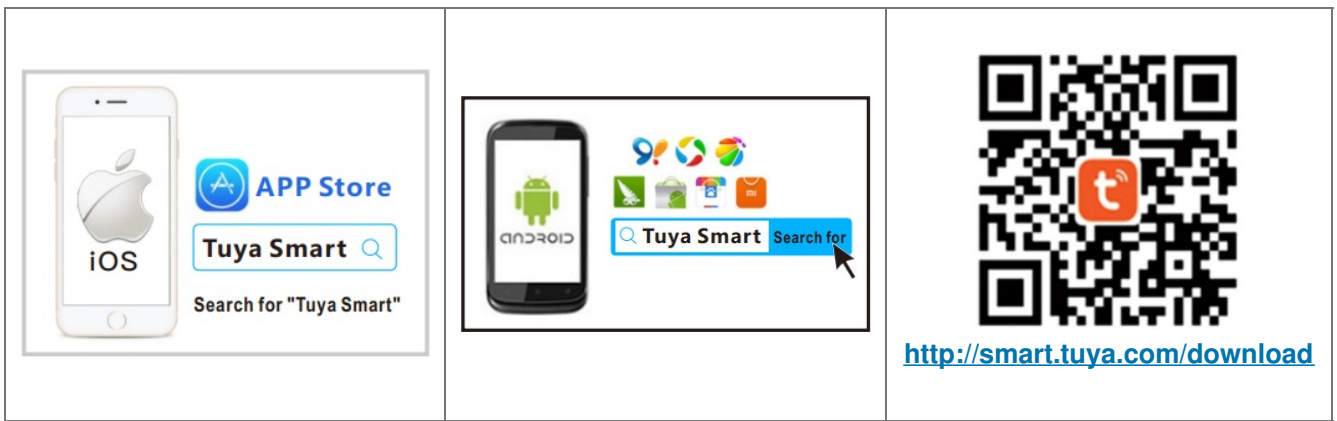 APP Store
Tuya Smart
iOS
Search for "Tuya Smart"
ANDROID
Tuya Smart Search for
mi
t
http://smart.tuya.com/download